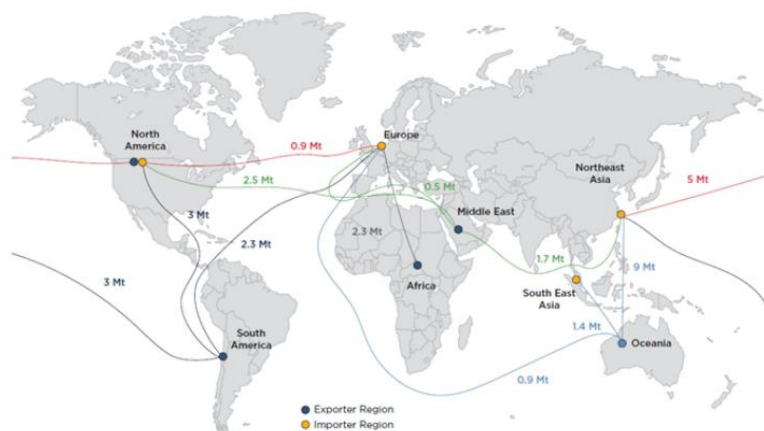 Europe
North
America
0.9 Mt
Northeast
Asia
5 Mt
2.5 Mt
0.5 Mt
Middle East
3 Mt
2.3 Mt
2.3 Mt
1.7 Mt
9 Mt
3 Mt
Africa
South East
Asia
1.4 Mt
South
America
Oceania
0.9 Mt
Exporter Region
Importer Region